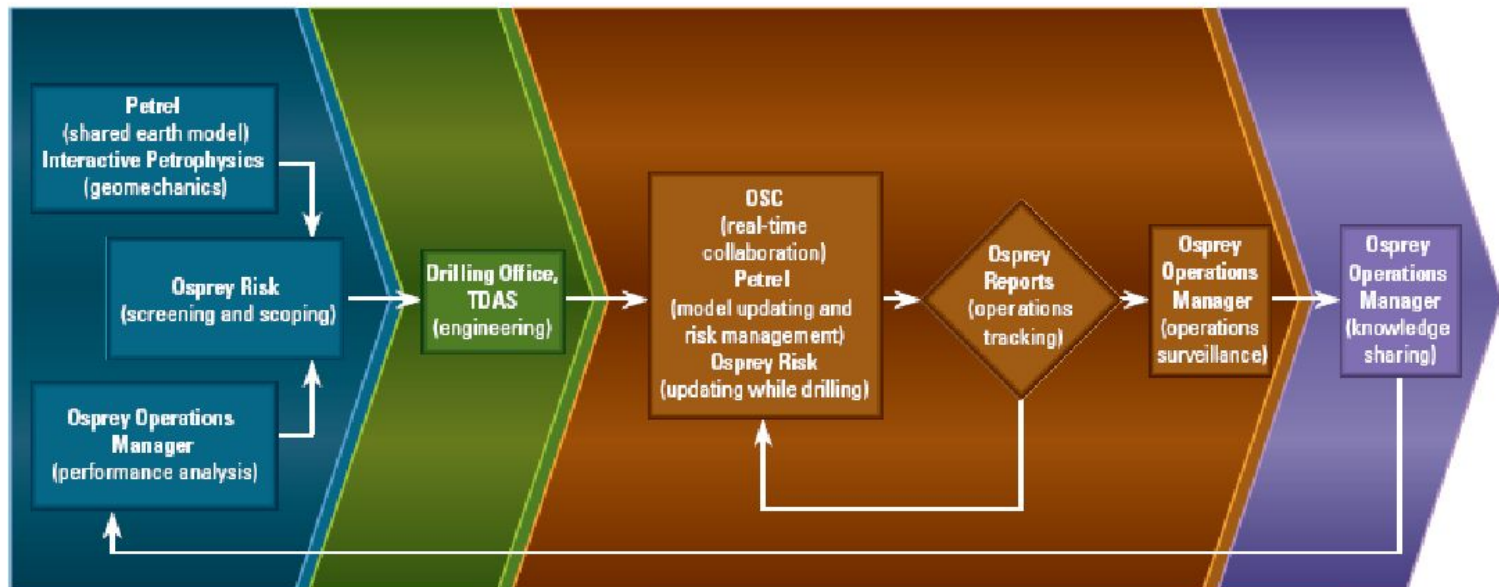 Petrel
(shared earth model)
Interactive Petrophysics
(geomechanics)
Osprey Risk
(screening and scoping)
Osprey Operations
Manager
(performance analysis)
Drilling Office,
TDAS
(engineering)
OSC
(real-time
collaboration)
Petrel
(model updating and
risk management)
Osprey Risk
(updating while drilling)
Osprey
Reports
(operations
tracking)
Osprey
Operations
Manager
(operations
surveillance)
Osprey
Operations
Manager
(knowledge
sharing)